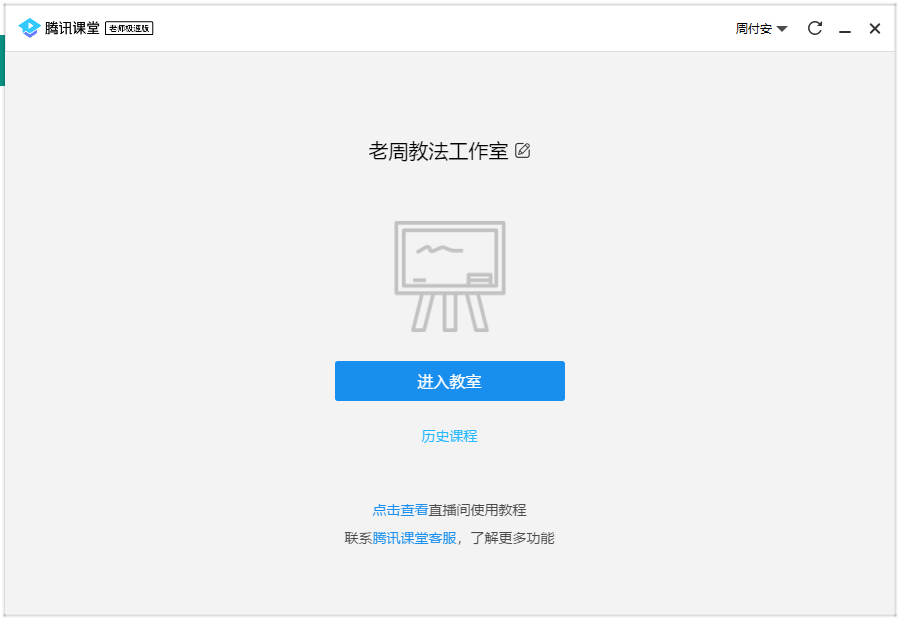 腾讯课堂 老师极速版 周付安
老周教法工作室
进入教室
历史课程
点击查看直播间使用教程
联系腾讯课堂客服，了解更多功能